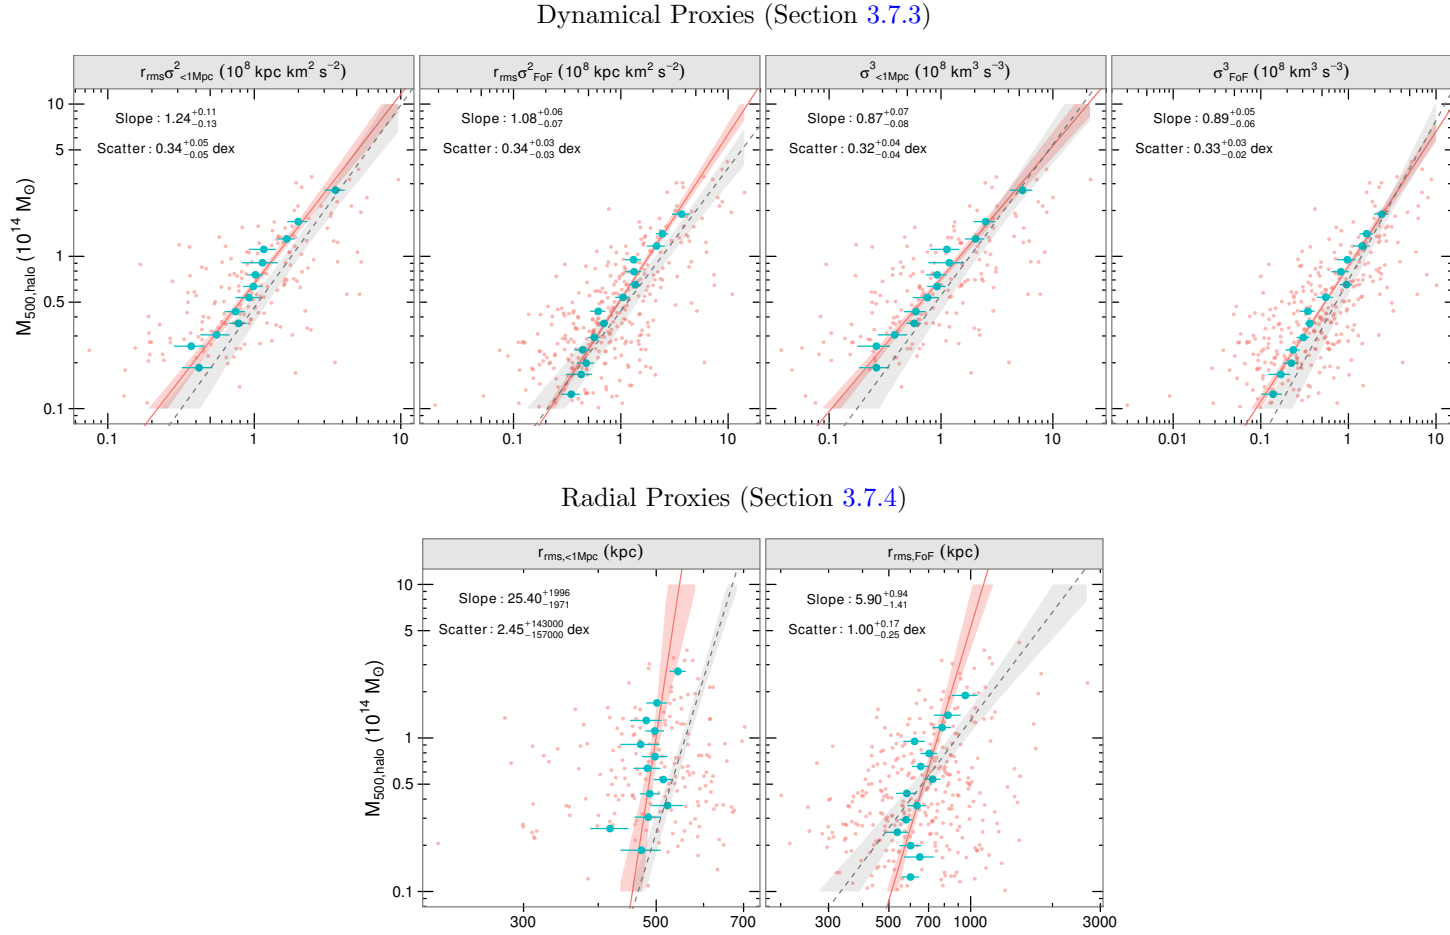 Dynamical Proxies (Section 3.7.3)
r_rms σ²_<1Mpc (10⁸ kpc km² s⁻²)
r_rms σ²_FoF (10⁸ kpc km² s⁻²)
σ³_<1Mpc (10⁸ km³ s⁻³)
σ³_FoF (10⁸ km³ s⁻³)
Slope : 1.24 +0.11 −0.13
Scatter : 0.34 +0.05 −0.05 dex
Slope : 1.08 +0.06 −0.07
Scatter : 0.34 +0.03 −0.03 dex
Slope : 0.87 +0.07 −0.08
Scatter : 0.32 +0.04 −0.04 dex
Slope : 0.89 +0.05 −0.06
Scatter : 0.33 +0.03 −0.02 dex
M_500,halo (10¹⁴ M⊙)
10
5
1
0.5
0.1
0.1 1 10
0.1 1 10
0.1 1 10
0.01 0.1 1 10
Radial Proxies (Section 3.7.4)
r_rms,<1Mpc (kpc)
r_rms,FoF (kpc)
Slope : 25.40 +1996 −1971
Scatter : 2.45 +143000 −157000 dex
Slope : 5.90 +0.94 −1.41
Scatter : 1.00 +0.17 −0.25 dex
M_500,halo (10¹⁴ M⊙)
10
5
1
0.5
0.1
300 500 700
300 500 700 1000 3000